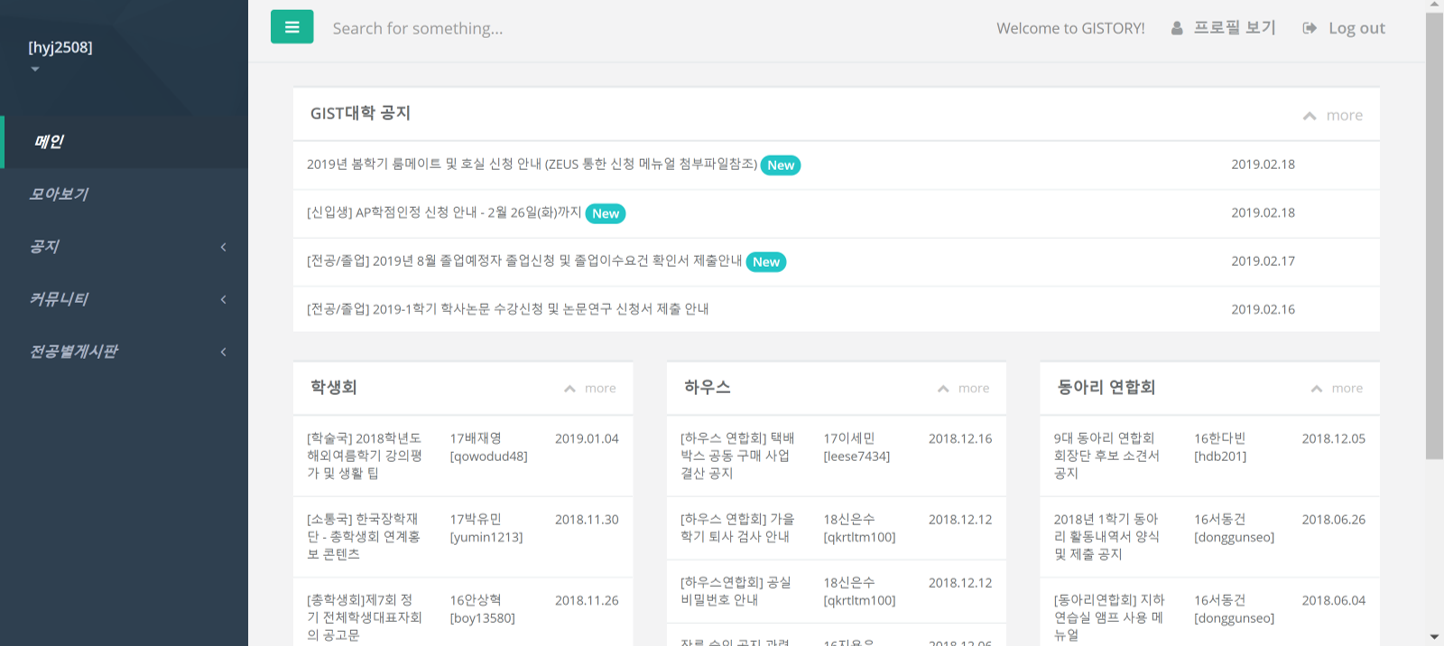 [hyj2508]
Search for something...
Welcome to GISTORY!
프로필 보기
Log out
메인
모아보기
공지
커뮤니티
전공별게시판
GIST대학 공지
more
2019년 봄학기 룸메이트 및 호실 신청 안내 (ZEUS 통한 신청 메뉴얼 첨부파일참조) New 2019.02.18
[신입생] AP학점인정 신청 안내 - 2월 26일(화)까지 New 2019.02.18
[전공/졸업] 2019년 8월 졸업예정자 졸업신청 및 졸업이수요건 확인서 제출안내 New 2019.02.17
[전공/졸업] 2019-1학기 학사논문 수강신청 및 논문연구 신청서 제출 안내 2019.02.16
학생회
more
[학술국] 2018학년도 17배재영 2019.01.04
해외여름학기 강의평 [qowodud48]
가 및 생활 팁
[소통국] 한국장학재 17박유민 2018.11.30
단 - 총학생회 연계홍 [yumin1213]
보 콘텐츠
[총학생회]제7회 정 16안상혁 2018.11.26
기 전체학생대표자회 [boy13580]
의 공고문
하우스
more
[하우스 연합회] 택배 17이세민 2018.12.16
박스 공동 구매 사업 [leese7434]
결산 공지
[하우스 연합회] 가을 18신은수 2018.12.12
학기 퇴사 검사 안내 [qkrtltm100]
[하우스연합회] 공실 18신은수 2018.12.12
비밀번호 안내 [qkrtltm100]
동아리 연합회
more
9대 동아리 연합회 16한다빈 2018.12.05
회장단 후보 소견서 [hdb201]
공지
2018년 1학기 동아 16서동건 2018.06.26
리 활동내역서 양식 [donggunseo]
및 제출 공지
[동아리연합회] 지하 16서동건 2018.06.04
연습실 앰프 사용 메 [donggunseo]
뉴얼